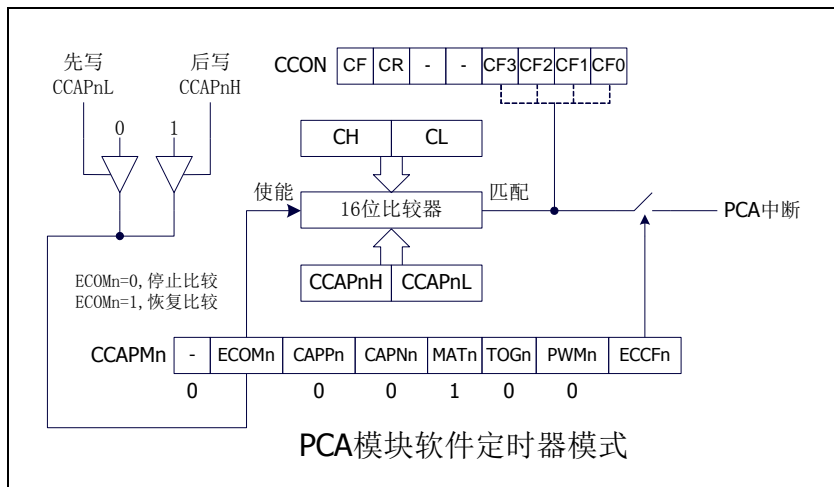 先写
CCAPnL
后写
CCAPnH
0
1
CCON CF CR - - CF3 CF2 CF1 CF0
CH CL
使能
16位比较器
匹配
PCA中断
CCAPnH CCAPnL
ECOMn=0,停止比较
ECOMn=1,恢复比较
CCAPMn - ECOMn CAPPn CAPNn MATn TOGn PWMn ECCFn
0 0 0 1 0 0
PCA模块软件定时器模式